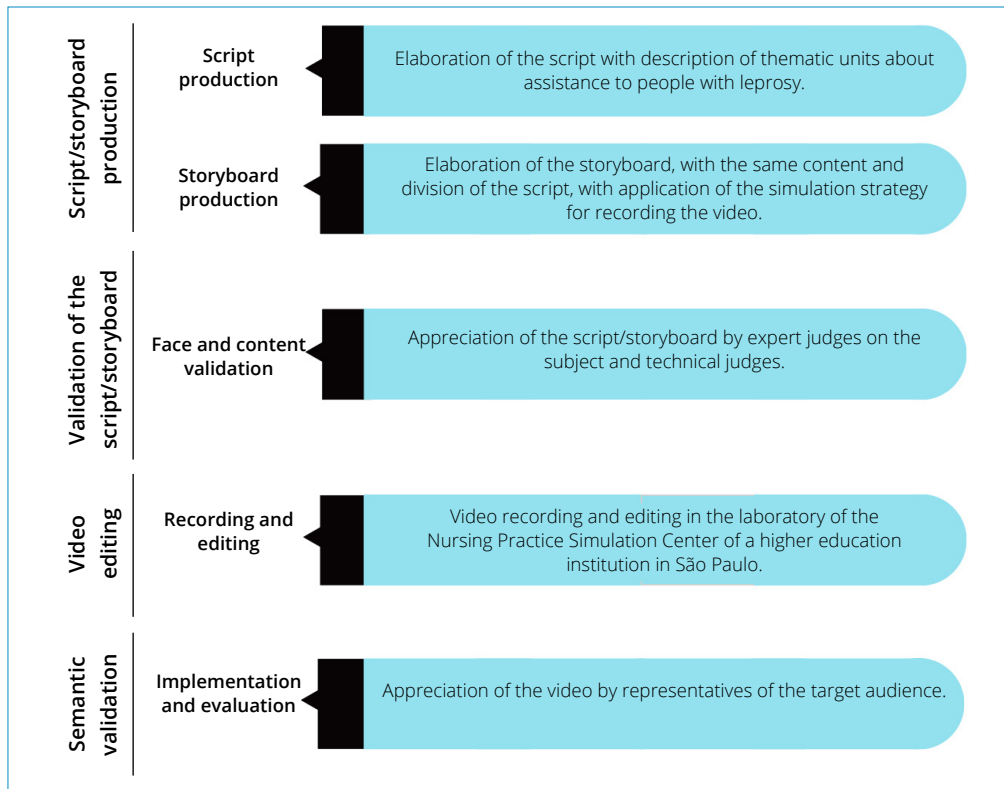 Script/storyboard
production
Script
production
Elaboration of the script with description of thematic units about
assistance to people with leprosy.
Storyboard
production
Elaboration of the storyboard, with the same content and
division of the script, with application of the simulation strategy
for recording the video.
Validation of the
script/storyboard
Face and content
validation
Appreciation of the script/storyboard by expert judges on the
subject and technical judges.
Video
editing
Recording and
editing
Video recording and editing in the laboratory of the
Nursing Practice Simulation Center of a higher education
institution in São Paulo.
Semantic
validation
Implementation
and evaluation
Appreciation of the video by representatives of the target audience.